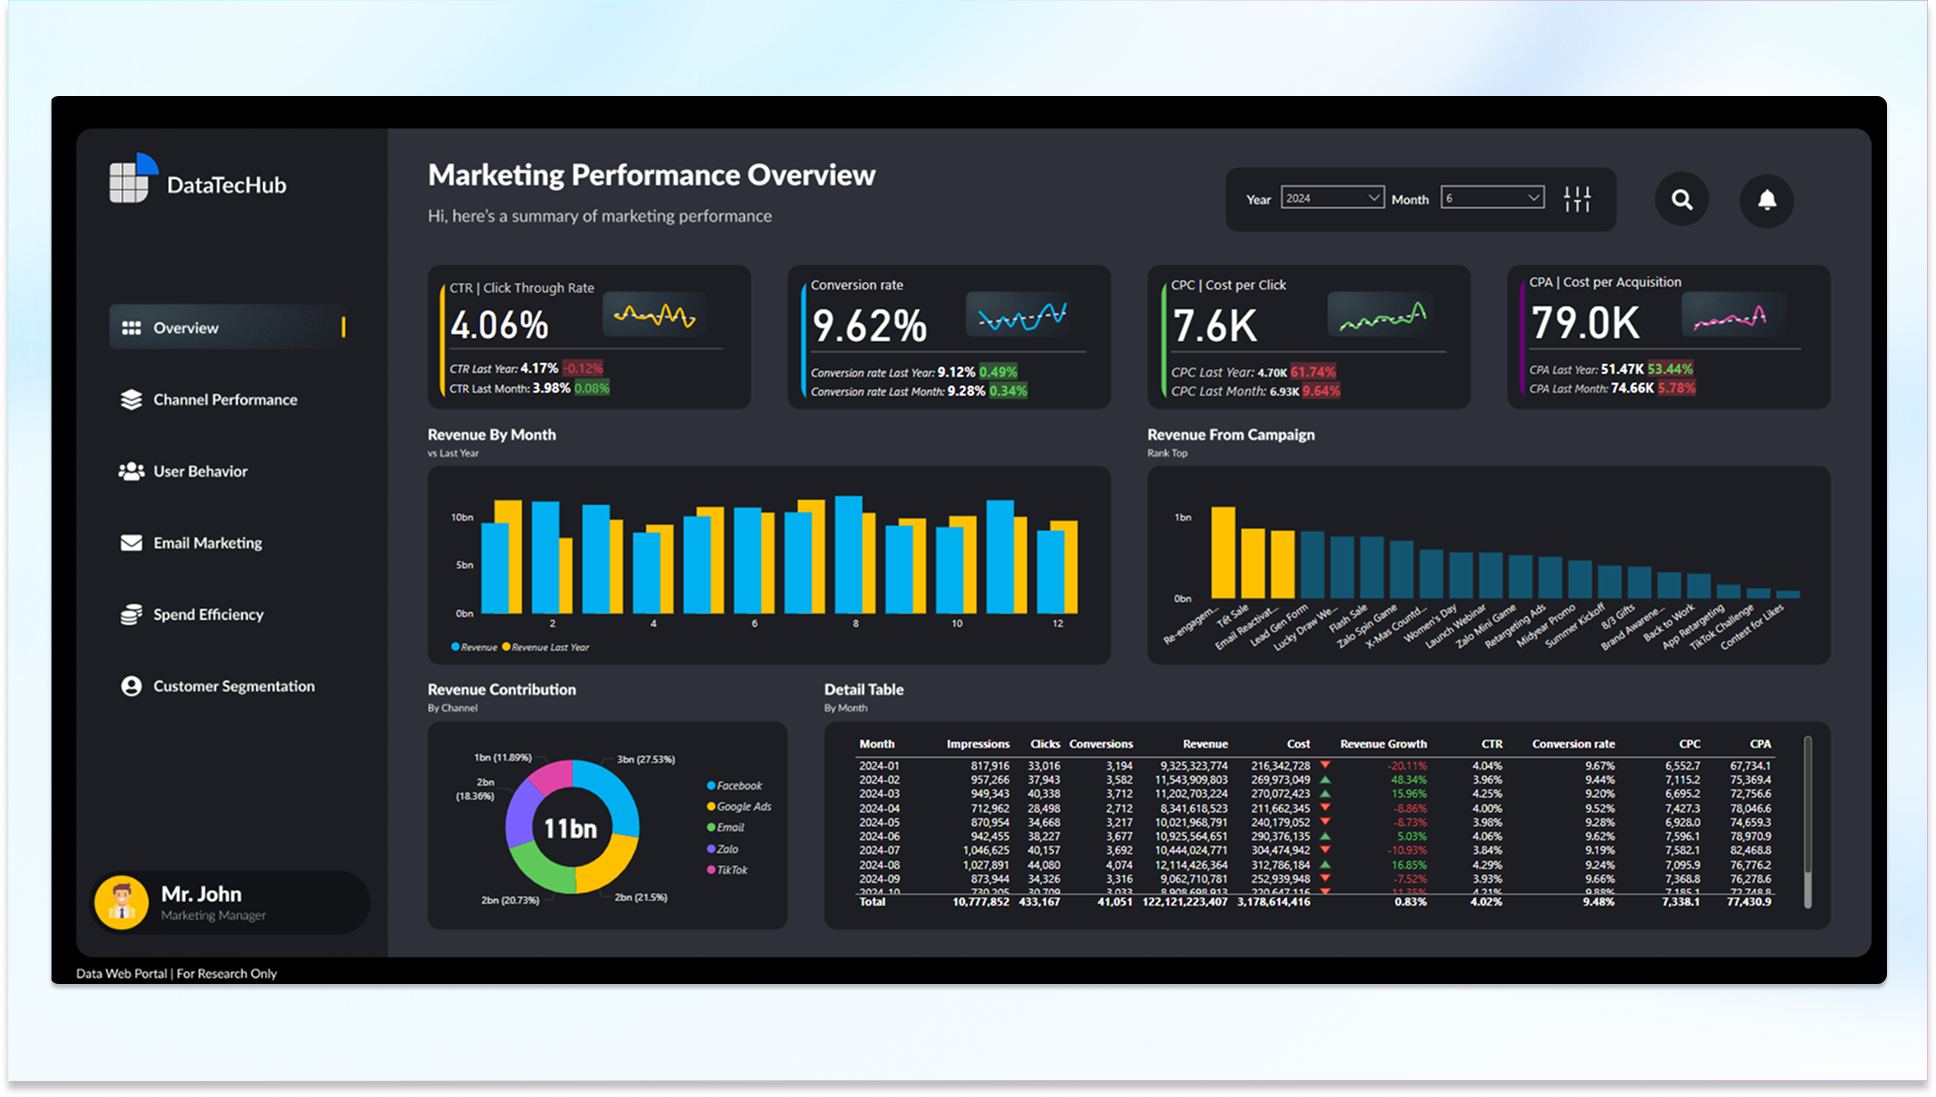 DataTecHub
Overview
Channel Performance
User Behavior
Email Marketing
Spend Efficiency
Customer Segmentation
Mr. John
Marketing Manager
Marketing Performance Overview
Hi, here's a summary of marketing performance
Year 2024 Month 6
CTR | Click Through Rate
4.06%
CTR Last Year: 4.17% -0.12%
CTR Last Month: 3.98% 0.08%
Conversion rate
9.62%
Conversion rate Last Year: 9.12% 0.49%
Conversion rate Last Month: 9.28% 0.34%
CPC | Cost per Click
7.6K
CPC Last Year: 4.70K 61.74%
CPC Last Month: 6.93K 9.64%
CPA | Cost per Acquisition
79.0K
CPA Last Year: 51.47K 53.44%
CPA Last Month: 74.66K 5.78%
Revenue By Month
vs Last Year
10bn
5bn
0bn
2 4 6 8 10 12
Revenue Revenue Last Year
Revenue From Campaign
Rank Top
1bn
0bn
Re-engagem...
Tết Sale
Email Reactivat...
Lead Gen Form
Lucky Draw We...
Flash Sale
Zalo Spin Game
X-Mas Countd...
Women's Day
Launch Webinar
Zalo Mini Game
Retargeting Ads
Midyear Promo
Summer Kickoff
8/3 Gifts
Brand Awarene...
Back to Work
App Retargeting
TikTok Challenge
Contest for Likes
Revenue Contribution
By Channel
1bn (11.89%)
3bn (27.53%)
2bn
(18.36%)
11bn
2bn (20.73%)
2bn (21.5%)
Facebook
Google Ads
Email
Zalo
TikTok
Detail Table
By Month
Month Impressions Clicks Conversions Revenue Cost Revenue Growth CTR Conversion rate CPC CPA
2024-01 817,916 33,016 3,194 9,325,323,774 216,342,728 -20.11% 4.04% 9.67% 6,552.7 67,734.1
2024-02 957,266 37,943 3,582 11,543,909,803 269,973,049 48.34% 3.96% 9.44% 7,115.2 75,369.4
2024-03 949,343 40,338 3,712 11,202,703,224 270,072,423 15.96% 4.25% 9.20% 6,695.2 72,756.6
2024-04 712,962 28,498 2,712 8,341,618,523 211,662,345 -8.86% 4.00% 9.52% 7,427.3 78,046.6
2024-05 870,954 34,668 3,217 10,021,968,791 240,179,052 -8.73% 3.98% 9.28% 6,928.0 74,659.3
2024-06 942,455 38,227 3,677 10,925,564,651 290,376,135 5.03% 4.06% 9.62% 7,596.1 78,970.9
2024-07 1,046,625 40,157 3,692 10,444,024,771 304,474,942 -10.93% 3.84% 9.19% 7,582.1 82,468.8
2024-08 1,027,891 44,080 4,074 12,114,426,364 312,786,184 16.85% 4.29% 9.24% 7,095.9 76,776.2
2024-09 873,944 34,326 3,316 9,062,710,781 252,939,948 -7.52% 3.93% 9.66% 7,368.8 76,278.6
2024-10 730,205 30,709 3,033 8,908,698,913 220,647,116 -11.35% 4.21% 9.88% 7,185.1 72,748.8
Total 10,777,852 433,167 41,051 122,121,223,407 3,178,614,416 0.83% 4.02% 9.48% 7,338.1 77,430.9
Data Web Portal | For Research Only